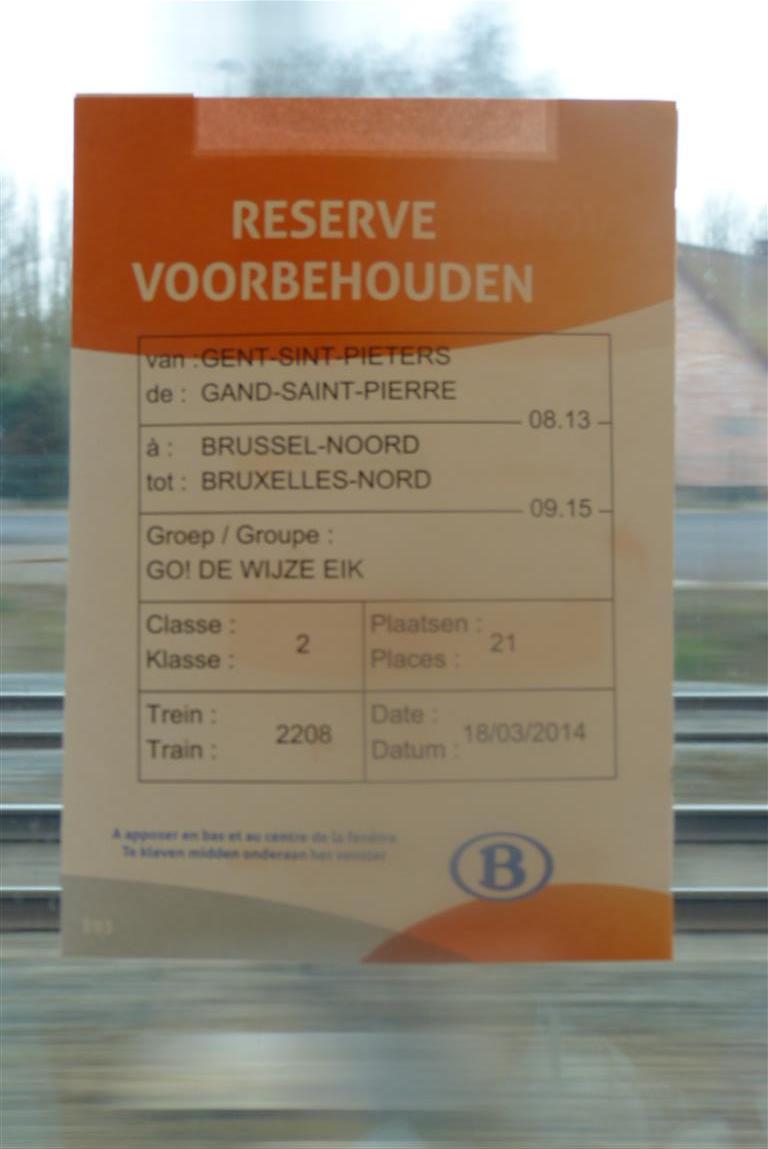 RESERVE
VOORBEHOUDEN
van : GENT-SINT-PIETERS
de : GAND-SAINT-PIERRE
08.13
à : BRUSSEL-NOORD
tot : BRUXELLES-NORD
09.15
Groep / Groupe :
GO! DE WIJZE EIK
Classe :
Klasse :
2
Plaatsen :
Places :
21
Trein :
Train :
2208
Date :
Datum :
18/03/2014
A apposer en bas et au centre de la fenêtre
Te kleven midden onderaan het venster
B